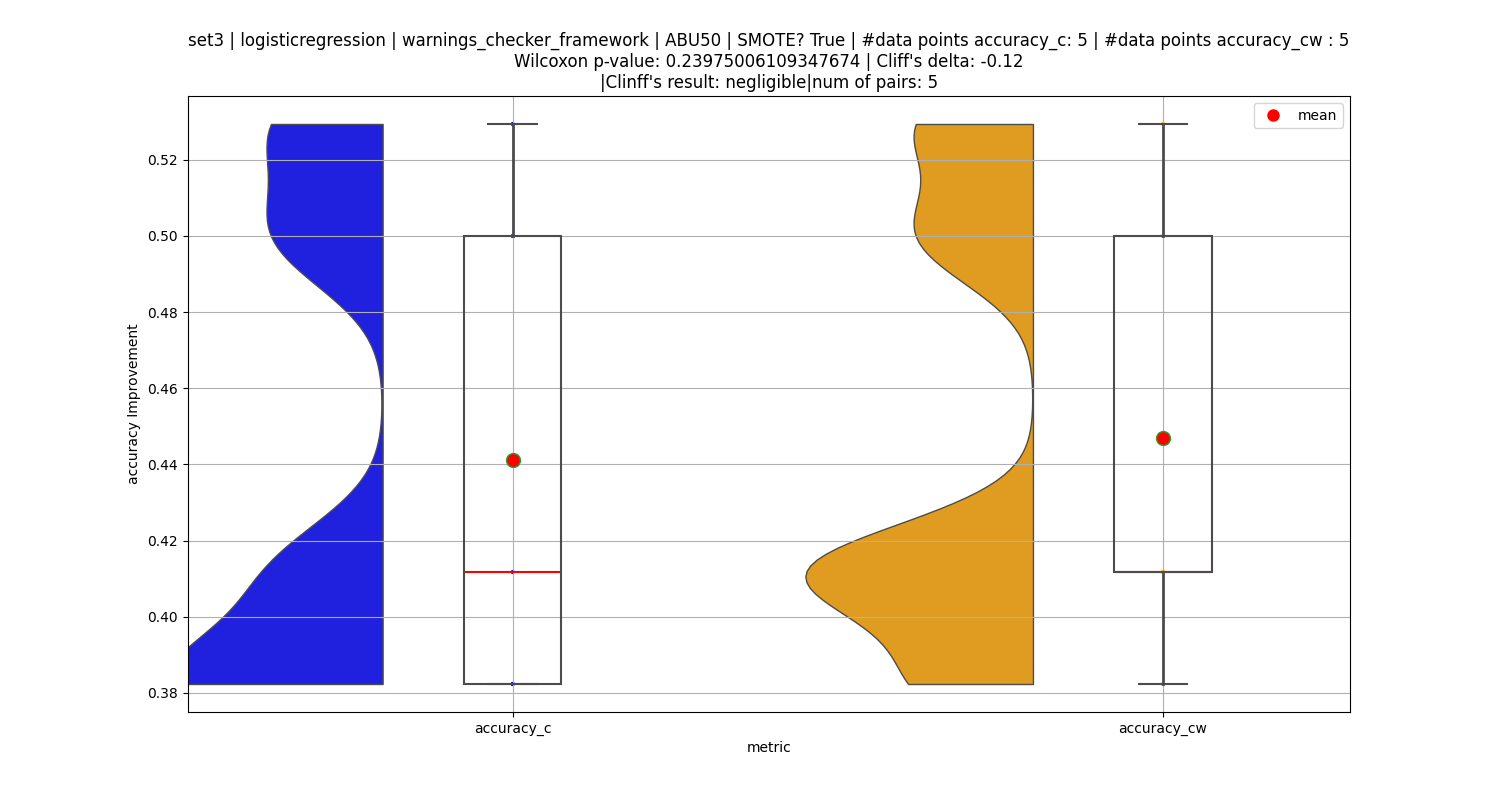 set3 | logisticregression | warnings_checker_framework | ABU50 | SMOTE? True | #data points accuracy_c: 5 | #data points accuracy_cw : 5
Wilcoxon p-value: 0.23975006109347674 | Cliff's delta: -0.12
|Clinff's result: negligible|num of pairs: 5
mean
0.52
0.50
0.48
0.46
0.44
0.42
0.40
0.38
accuracy Improvement
accuracy_c
accuracy_cw
metric